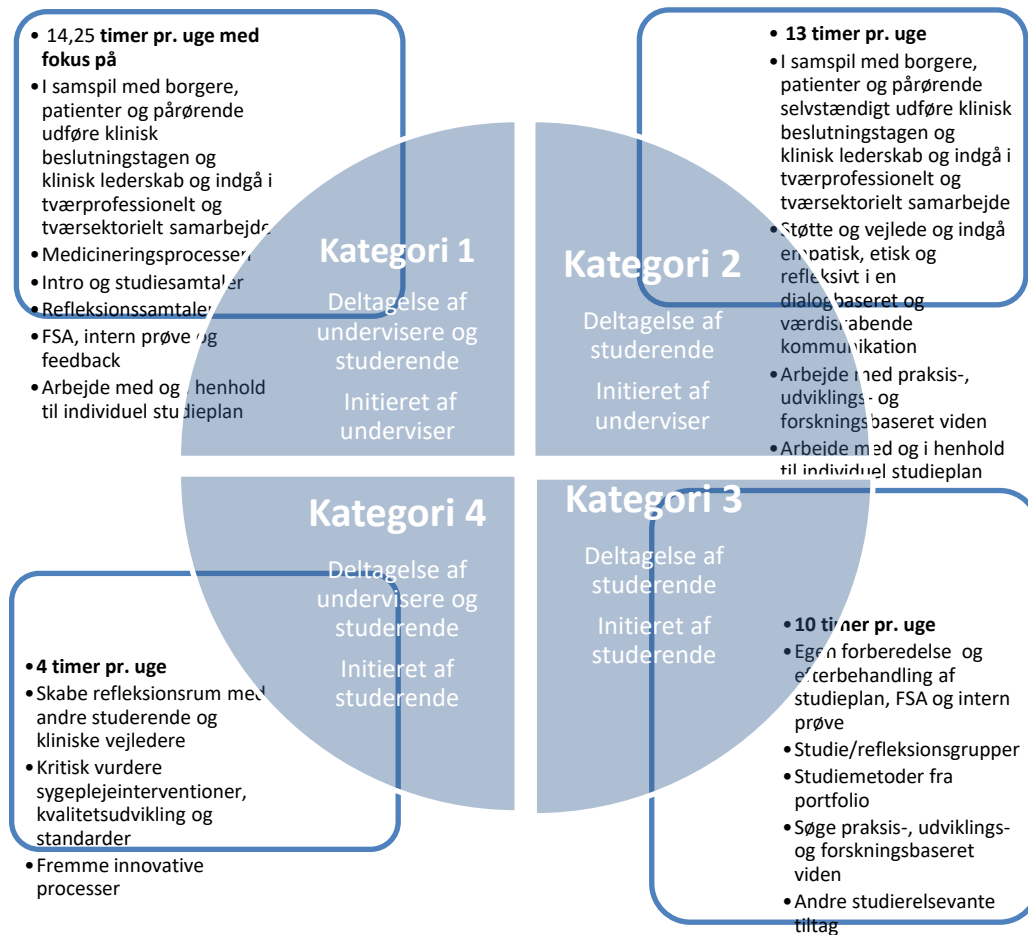 • 14,25 timer pr. uge med
fokus på
• I samspil med borgere,
patienter og pårørende
udføre klinisk
beslutningstagen og
klinisk lederskab og indgå i
tværprofessionelt og
tværsektorielt samarbejde
• Medicineringsprocessen
• Intro og studiesamtaler
• Refleksionssamtaler
• FSA, intern prøve og
feedback
• Arbejde med og i henhold
til individuel studieplan
Kategori 1
Deltagelse af
undervisere og
studerende
Initieret af
underviser
• 13 timer pr. uge
• I samspil med borgere,
patienter og pårørende
selvstændigt udføre klinisk
beslutningstagen og
klinisk lederskab og indgå i
tværprofessionelt og
tværsektorielt samarbejde
• Støtte og vejlede og indgå
empatisk, etisk og
refleksivt i en
dialogbaseret og
værdiskabende
kommunikation
• Arbejde med praksis-,
udviklings- og
forskningsbaseret viden
• Arbejde med og i henhold
til individuel studieplan
Kategori 2
Deltagelse af
studerende
Initieret af
underviser
Kategori 4
Deltagelse af
undervisere og
studerende
Initieret af
studerende
• 4 timer pr. uge
• Skabe refleksionsrum med
andre studerende og
kliniske vejledere
• Kritisk vurdere
sygeplejeinterventioner,
kvalitetsudvikling og
standarder
• Fremme innovative
processer
Kategori 3
Deltagelse af
studerende
Initieret af
studerende
• 10 timer pr. uge
• Egen forberedelse og
efterbehandling af
studieplan, FSA og intern
prøve
• Studie/refleksionsgrupper
• Studiemetoder fra
portfolio
• Søge praksis-, udviklings-
og forskningsbaseret
viden
• Andre studierelsevante
tiltag